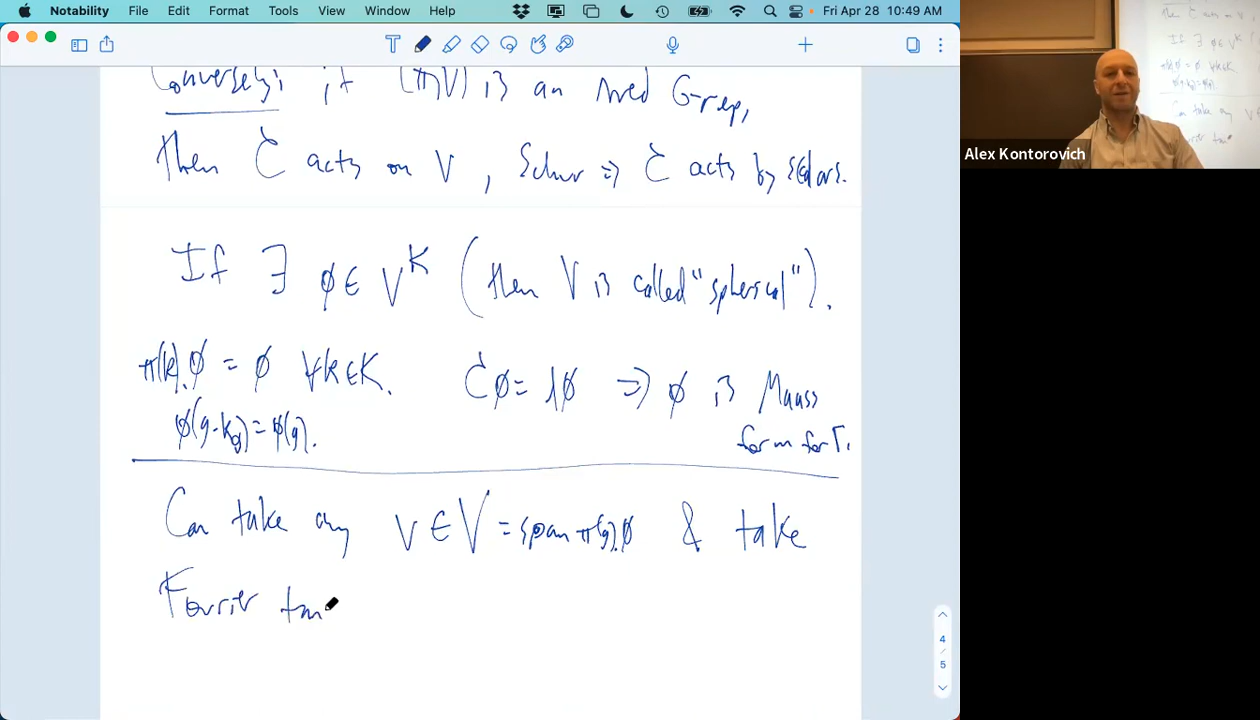 Notability File Edit Format Tools View Window Help Fri Apr 28 10:49 AM
Conversely, if (π,V) is an irred G-rep,
then C acts on V, Schur ⇒ C acts by scalars.
If ∃ φ ∈ V^K (then V is called "spherical").
π(k).φ = φ ∀k∈K. Cφ = λφ ⇒ φ is Maass
φ(g·k)=φ(g). form for Γ.
Can take any v ∈ V = span π(g).φ & take
Fourier
Alex Kontorovich
4
/
5